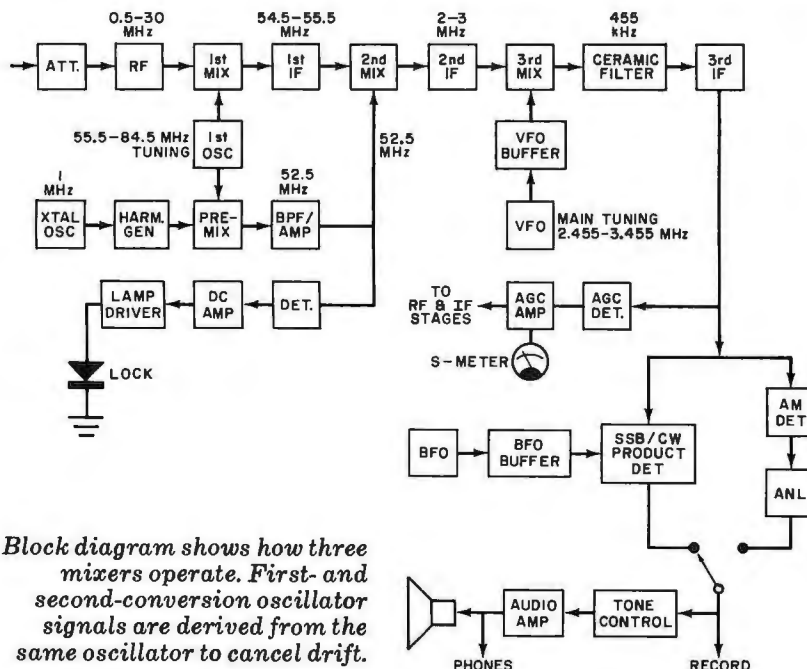 0.5-30
MHz
54.5-55.5
MHz
2-3
MHz
455
kHz
ATT.
RF
1st
MIX
1st
IF
2nd
MIX
2nd
IF
3rd
MIX
CERAMIC
FILTER
3rd
IF
55.5-84.5 MHz
TUNING
1st
OSC
52.5
MHz
VFO
BUFFER
1
MHz
52.5
MHz
XTAL
OSC
HARM.
GEN
PRE-
MIX
BPF/
AMP
VFO
MAIN TUNING
2.455-3.455 MHz
LAMP
DRIVER
DC
AMP
DET.
TO
RF & IF
STAGES
AGC
AMP
AGC
DET.
LOCK
S-METER
AM
DET
BFO
BFO
BUFFER
SSB/CW
PRODUCT
DET
ANL
Block diagram shows how three
mixers operate. First- and
second-conversion oscillator
signals are derived from the
same oscillator to cancel drift.
AUDIO
AMP
TONE
CONTROL
PHONES
RECORD